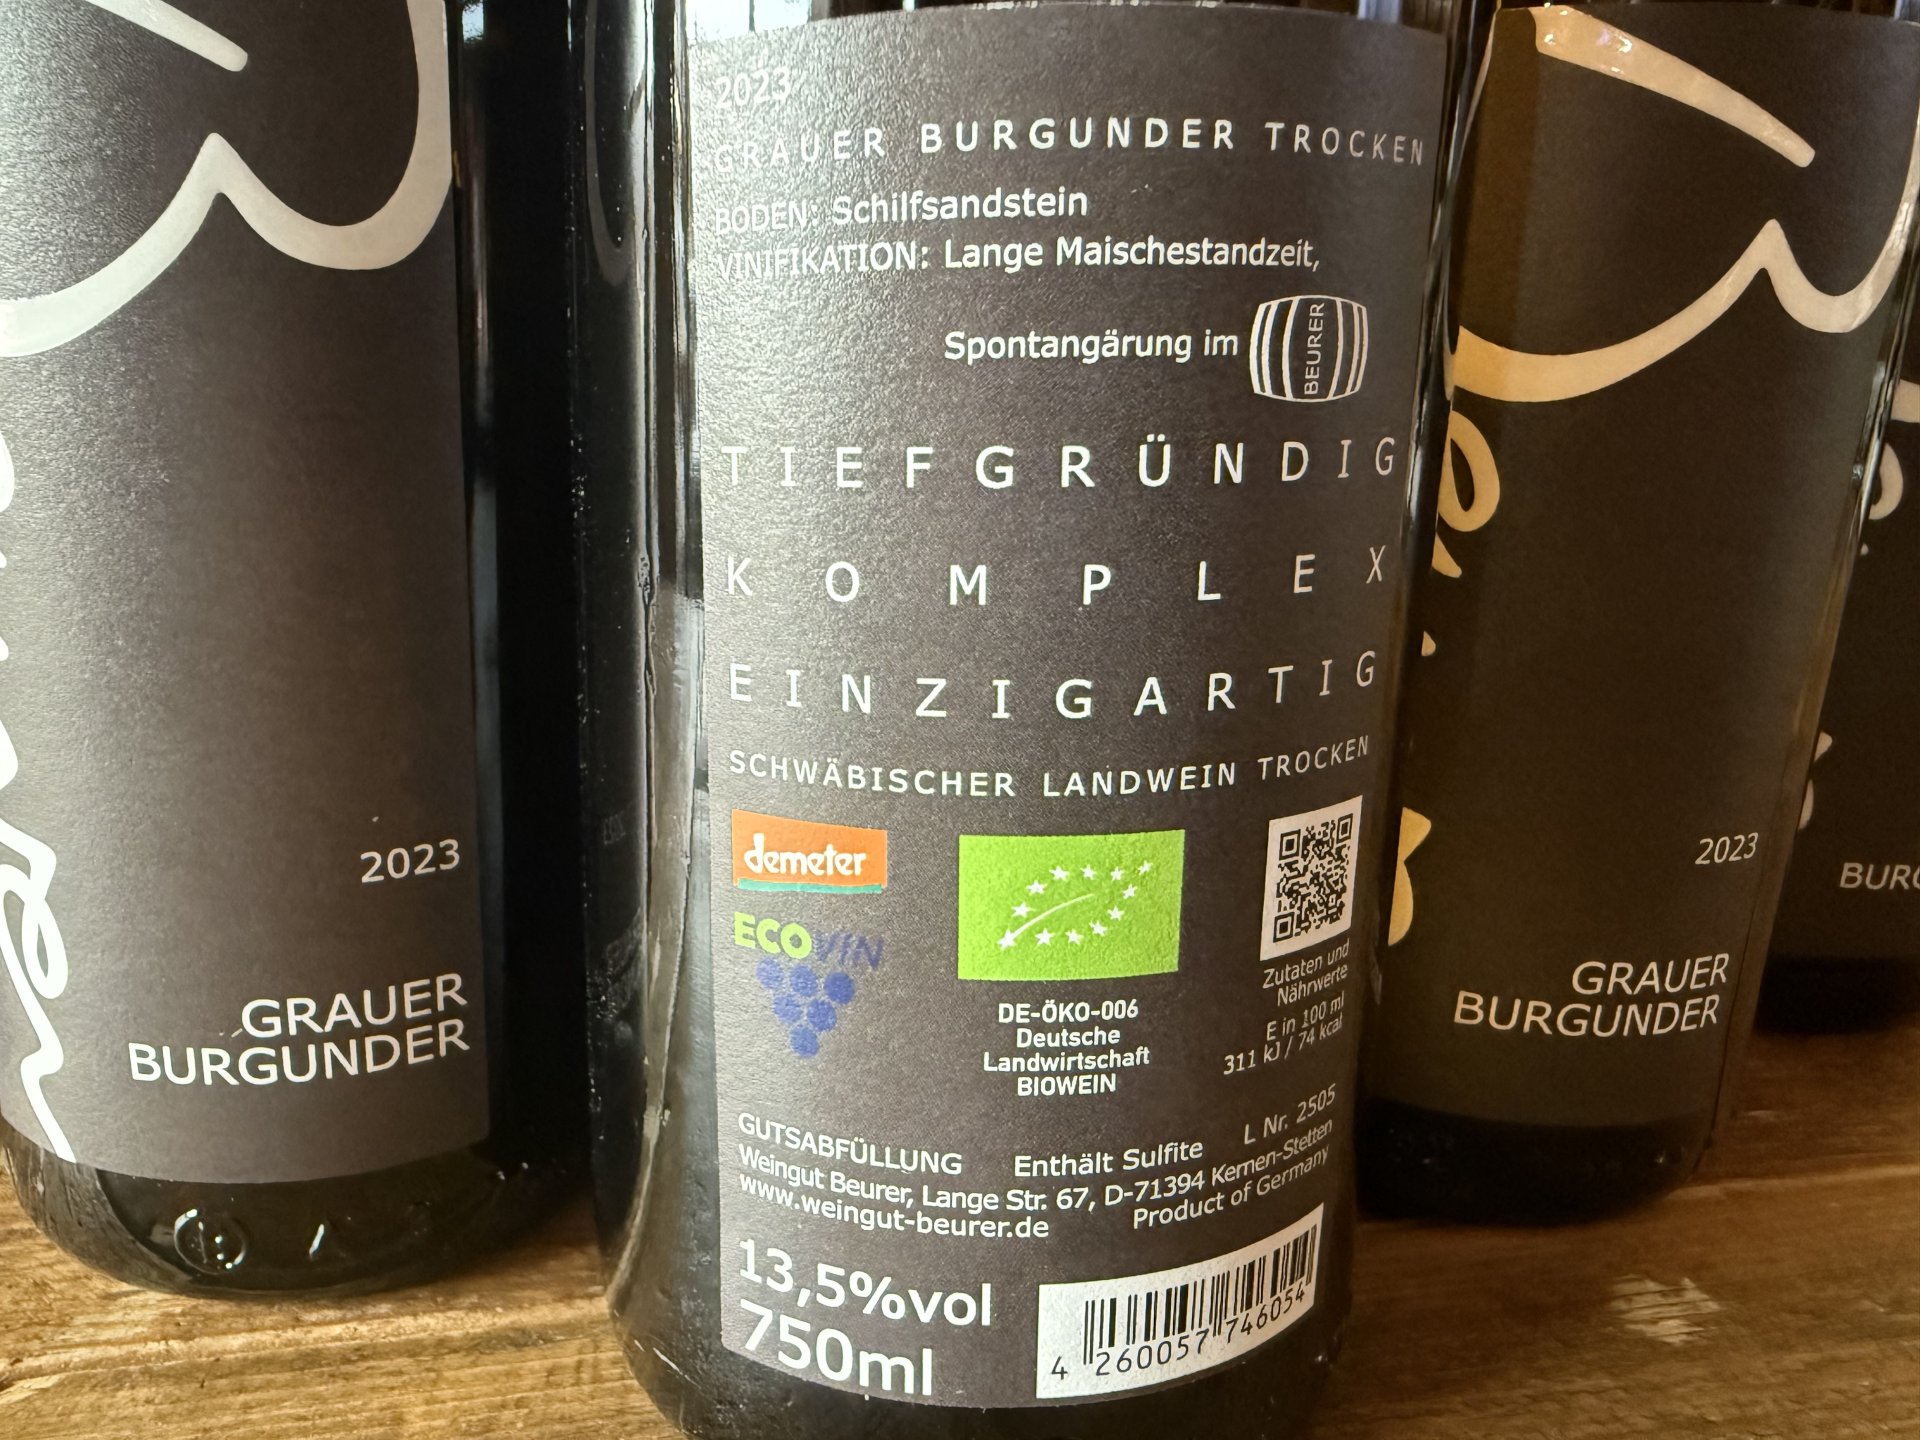 2023
GRAUER
BURGUNDER
2023
GRAUER BURGUNDER TROCKEN
BODEN: Schilfsandstein
VINIFIKATION: Lange Maischestandzeit,
Spontangärung im
BEURER
TIEFGRÜNDIG
KOMPLEX
EINZIGARTIG
SCHWÄBISCHER LANDWEIN TROCKEN
demeter
ECOVIN
DE-ÖKO-006
Deutsche
Landwirtschaft
BIOWEIN
Zutaten und
Nährwerte
E in 100 ml
311 kJ / 74 kcal
L Nr. 2505
GUTSABFÜLLUNG Enthält Sulfite
Weingut Beurer, Lange Str. 67, D-71394 Kernen-Stetten
www.weingut-beurer.de Product of Germany
13,5%vol
750ml
4 260057 746054
2023
GRAUER
BURGUNDER